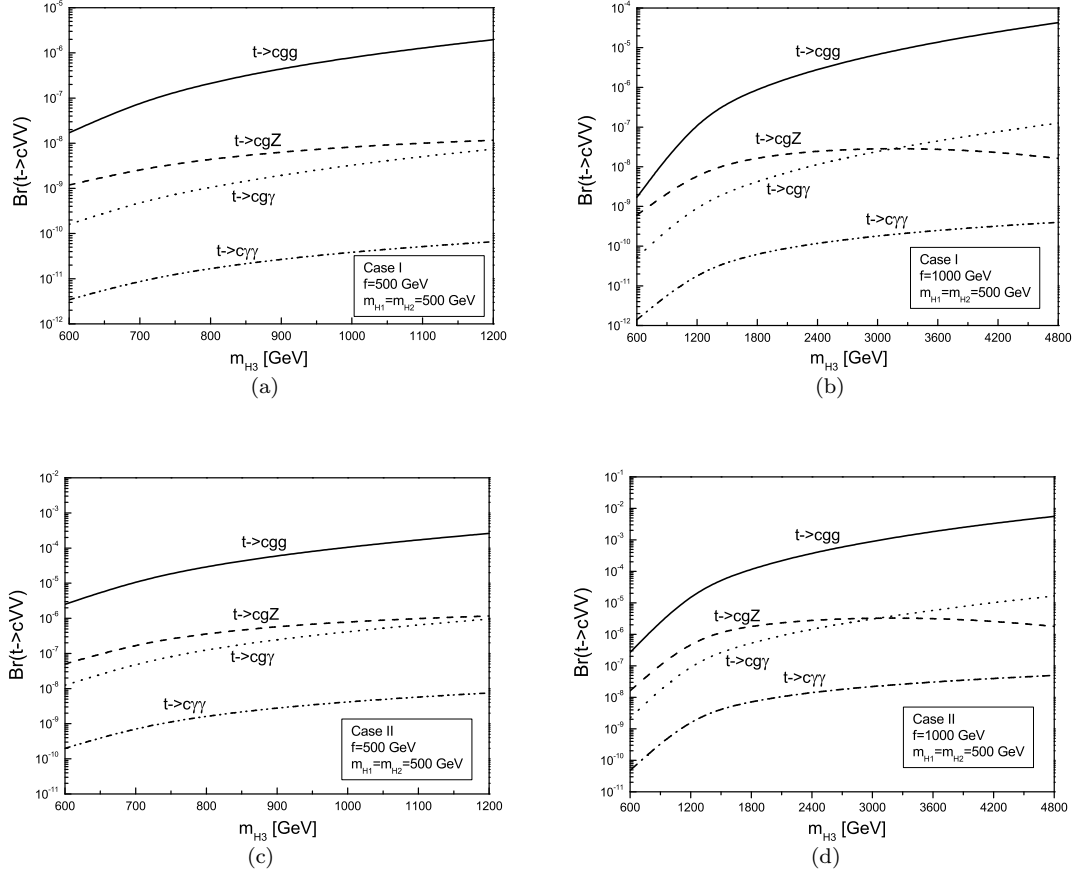 10⁻⁵
10⁻⁶
10⁻⁷
10⁻⁸
10⁻⁹
10⁻¹⁰
10⁻¹¹
10⁻¹²
Br(t->cVV)
t->cgg
t->cgZ
t->cgγ
t->cγγ
Case I
f=500 GeV
m_H1=m_H2=500 GeV
600 700 800 900 1000 1100 1200
m_H3 [GeV]
(a)
10⁻⁴
10⁻⁵
10⁻⁶
10⁻⁷
10⁻⁸
10⁻⁹
10⁻¹⁰
10⁻¹¹
10⁻¹²
Br(t->cVV)
t->cgg
t->cgZ
t->cgγ
t->cγγ
Case I
f=1000 GeV
m_H1=m_H2=500 GeV
600 1200 1800 2400 3000 3600 4200 4800
m_H3 [GeV]
(b)
10⁻²
10⁻³
10⁻⁴
10⁻⁵
10⁻⁶
10⁻⁷
10⁻⁸
10⁻⁹
10⁻¹⁰
10⁻¹¹
Br(t->cVV)
t->cgg
t->cgZ
t->cgγ
t->cγγ
Case II
f=500 GeV
m_H1=m_H2=500 GeV
600 700 800 900 1000 1100 1200
m_H3 [GeV]
(c)
10⁻¹
10⁻²
10⁻³
10⁻⁴
10⁻⁵
10⁻⁶
10⁻⁷
10⁻⁸
10⁻⁹
10⁻¹⁰
10⁻¹¹
Br(t->cVV)
t->cgg
t->cgZ
t->cgγ
t->cγγ
Case II
f=1000 GeV
m_H1=m_H2=500 GeV
600 1200 1800 2400 3000 3600 4200 4800
m_H3 [GeV]
(d)